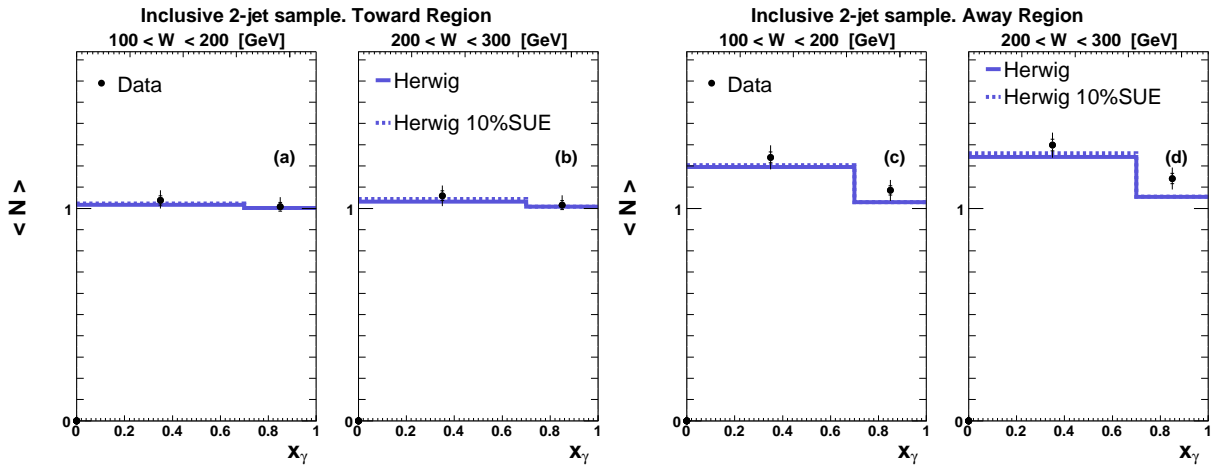 Inclusive 2-jet sample. Toward Region
100 < W < 200 [GeV]
200 < W < 300 [GeV]
Data
Herwig
Herwig 10%SUE
(a)
(b)
< N >
1
0
0 0.2 0.4 0.6 0.8 1
0 0.2 0.4 0.6 0.8 1
xγ
xγ
Inclusive 2-jet sample. Away Region
100 < W < 200 [GeV]
200 < W < 300 [GeV]
Data
Herwig
Herwig 10%SUE
(c)
(d)
< N >
1
1
0
0
0 0.2 0.4 0.6 0.8 1
0 0.2 0.4 0.6 0.8 1
xγ
xγ